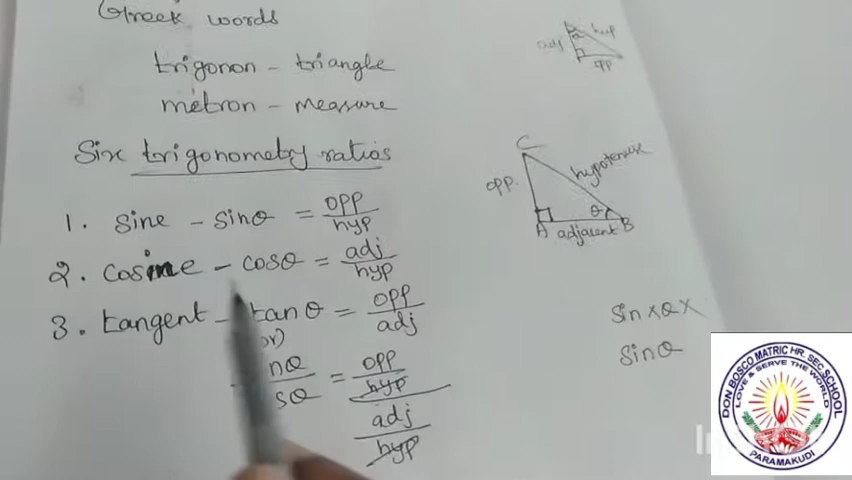 Greek words
trigonon - triangle
metron - measure
Six trigonometry ratios
1. sine - sinθ = opp/hyp
2. cosine - cosθ = adj/hyp
3. tangent - tanθ = opp/adj
(or)
sinθ/cosθ = opp/hyp / adj/hyp
adj hyp
opp
C
opp. hypotenuse
θ
A adjacent B
sin x θ x
sinθ
DON BOSCO MATRIC HR. SEC. SCHOOL
LOVE & SERVE THE WORLD
PARAMAKUDI